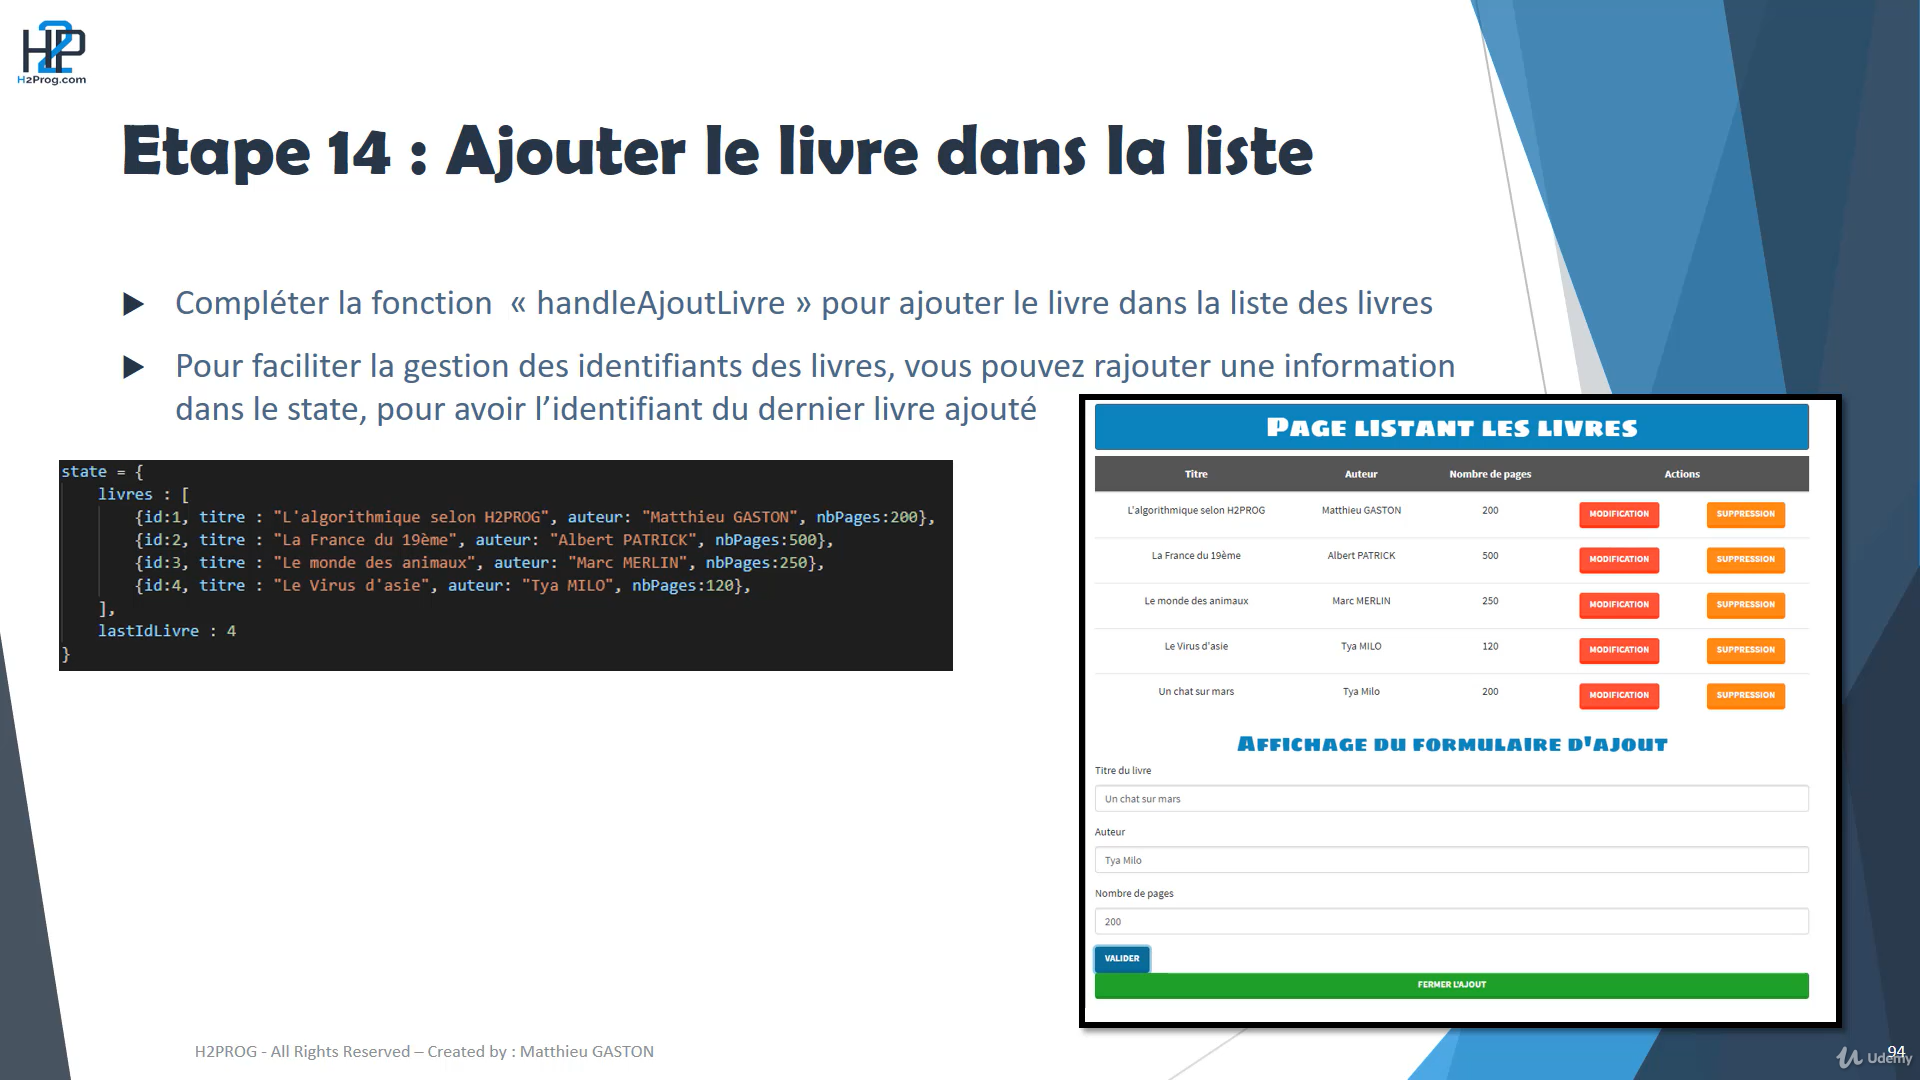 H2P
H2Prog.com
Etape 14 : Ajouter le livre dans la liste
Compléter la fonction « handleAjoutLivre » pour ajouter le livre dans la liste des livres
Pour faciliter la gestion des identifiants des livres, vous pouvez rajouter une information
dans le state, pour avoir l’identifiant du dernier livre ajouté
state = {
livres : [
{id:1, titre : "L'algorithmique selon H2PROG", auteur: "Matthieu GASTON", nbPages:200},
{id:2, titre : "La France du 19ème", auteur: "Albert PATRICK", nbPages:500},
{id:3, titre : "Le monde des animaux", auteur: "Marc MERLIN", nbPages:250},
{id:4, titre : "Le Virus d'asie", auteur: "Tya MILO", nbPages:120},
],
lastIdLivre : 4
}
Page listant les livres
Titre Auteur Nombre de pages Actions
L'algorithmique selon H2PROG Matthieu GASTON 200 MODIFICATION SUPPRESSION
La France du 19ème Albert PATRICK 500 MODIFICATION SUPPRESSION
Le monde des animaux Marc MERLIN 250 MODIFICATION SUPPRESSION
Le Virus d'asie Tya MILO 120 MODIFICATION SUPPRESSION
Un chat sur mars Tya Milo 200 MODIFICATION SUPPRESSION
Affichage du formulaire d'ajout
Titre du livre
Un chat sur mars
Auteur
Tya Milo
Nombre de pages
200
VALIDER
FERMER L'AJOUT
H2PROG - All Rights Reserved – Created by : Matthieu GASTON
94
Udemy